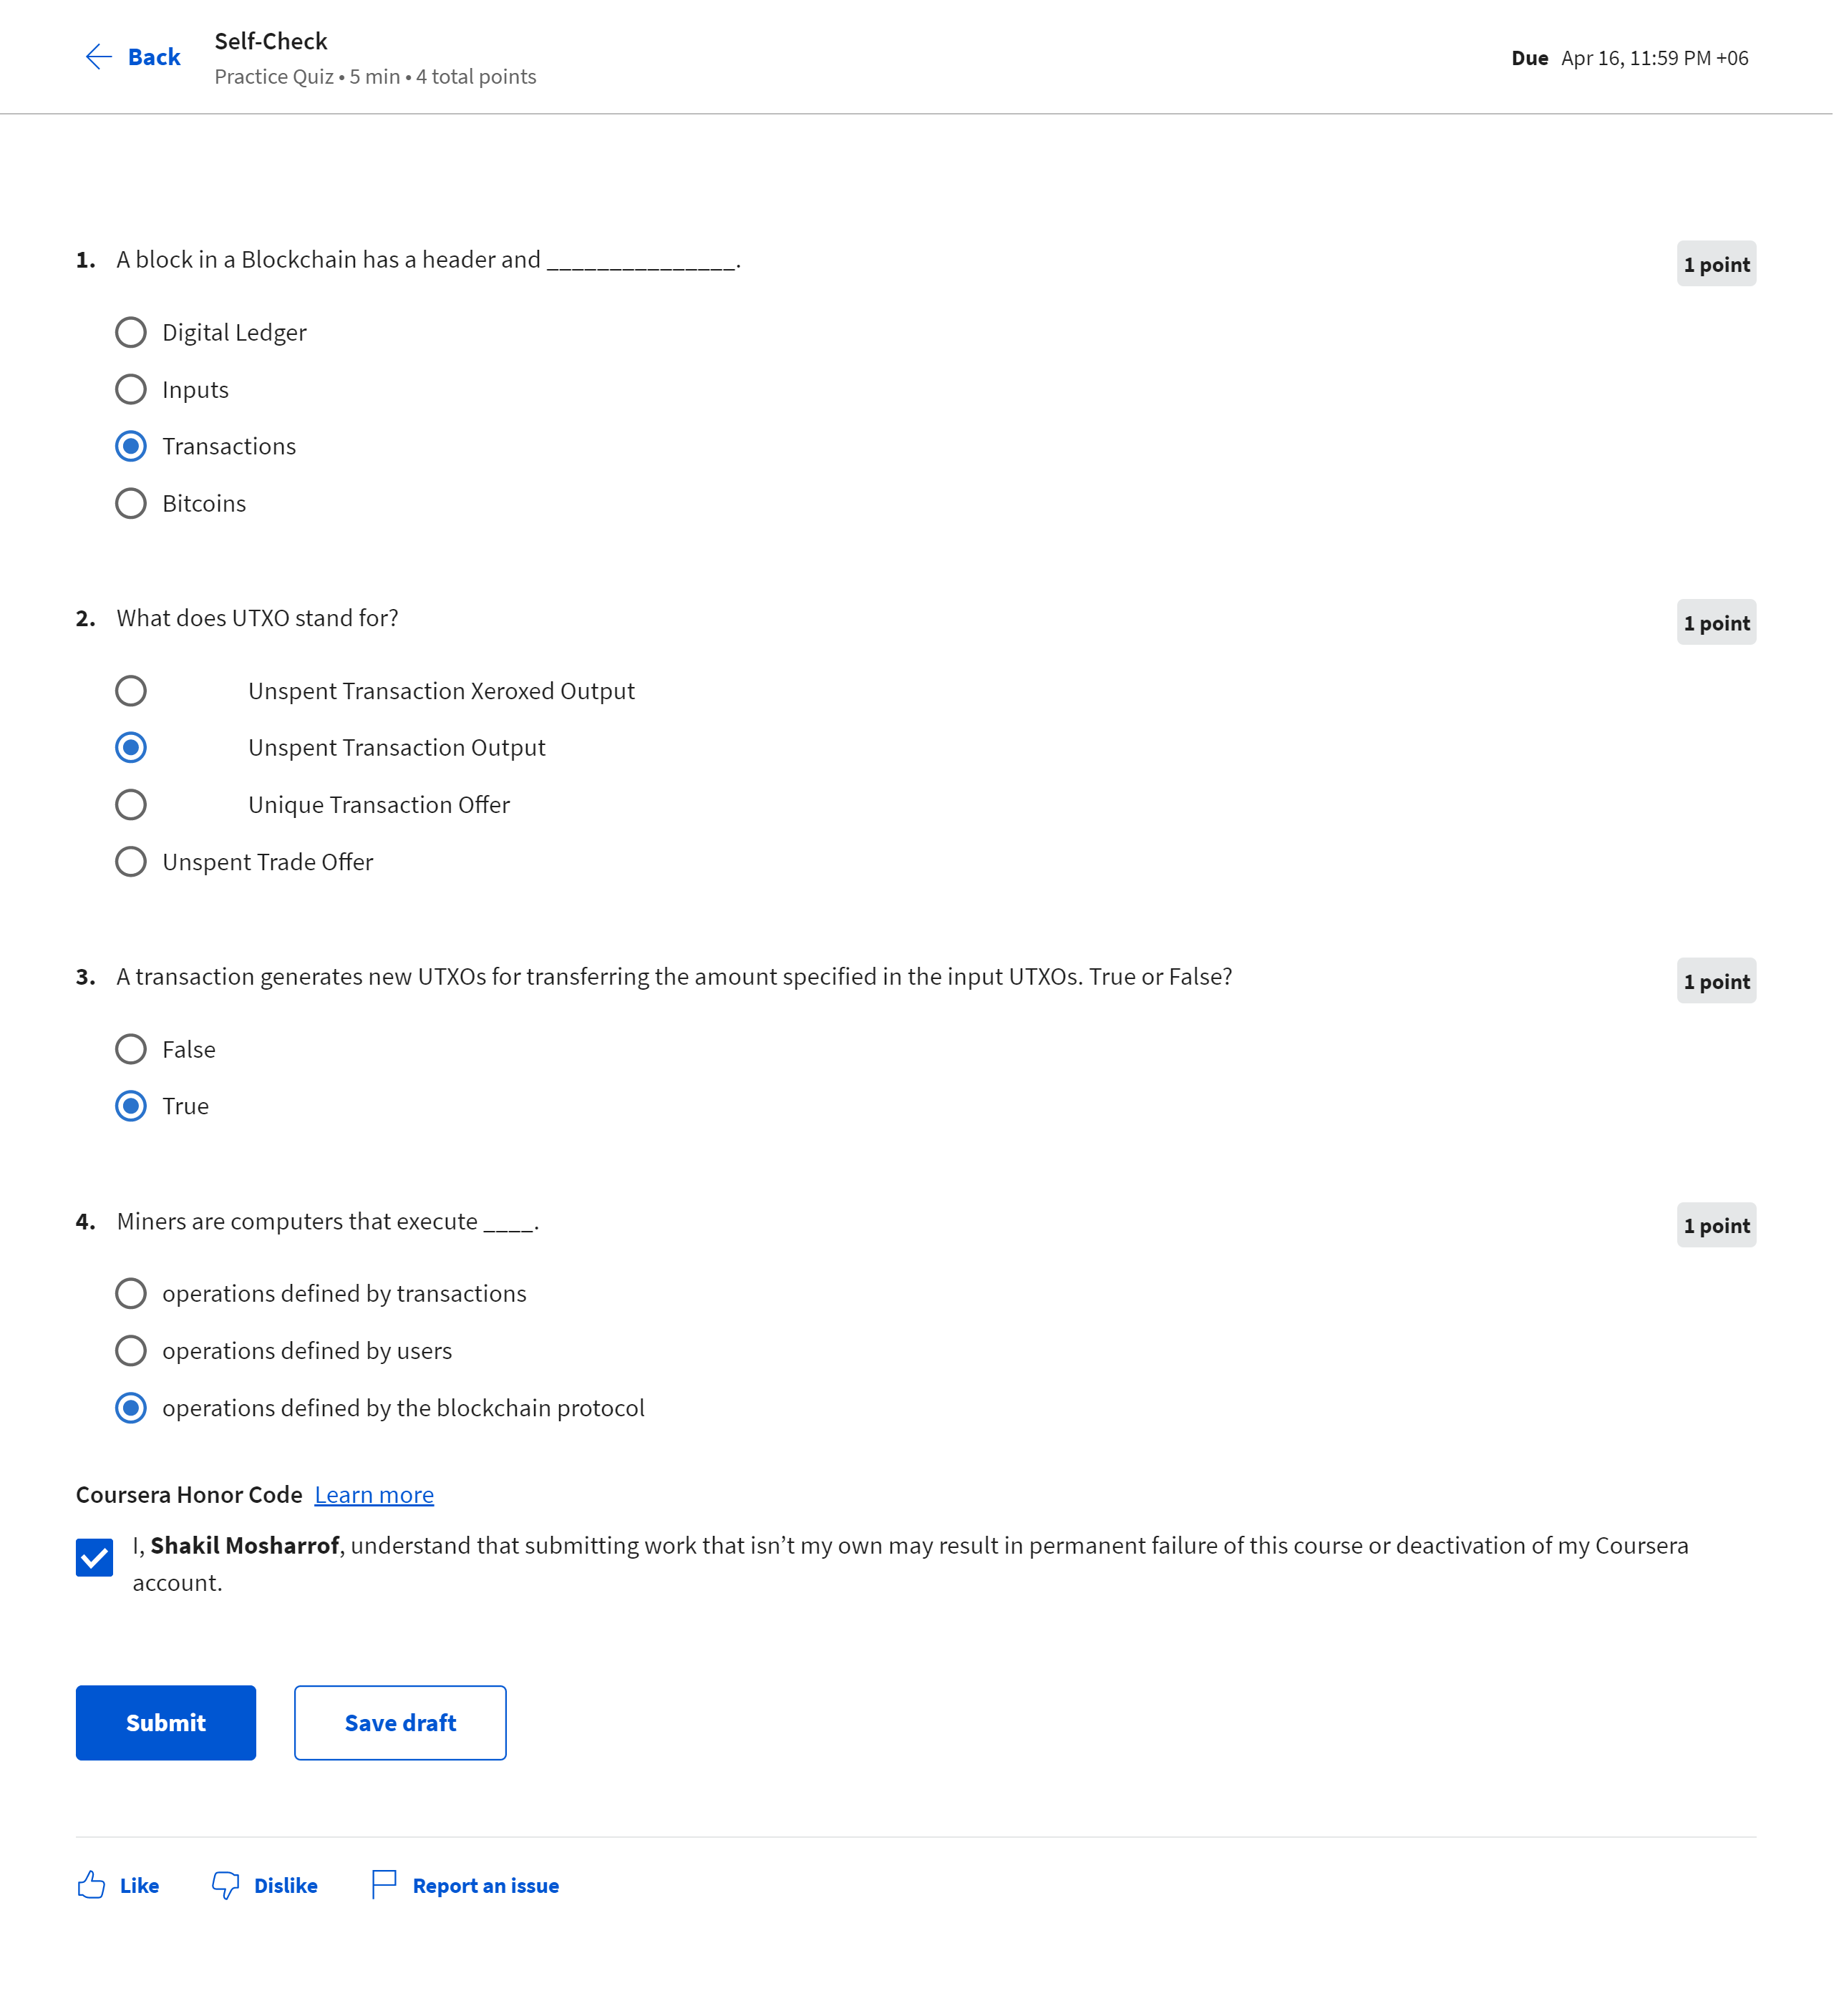 Back
Self-Check
Practice Quiz • 5 min • 4 total points
Due Apr 16, 11:59 PM +06
1. A block in a Blockchain has a header and _______________.
1 point
Digital Ledger
Inputs
Transactions
Bitcoins
2. What does UTXO stand for?
1 point
Unspent Transaction Xeroxed Output
Unspent Transaction Output
Unique Transaction Offer
Unspent Trade Offer
3. A transaction generates new UTXOs for transferring the amount specified in the input UTXOs. True or False?
1 point
False
True
4. Miners are computers that execute ____.
1 point
operations defined by transactions
operations defined by users
operations defined by the blockchain protocol
Coursera Honor Code Learn more
I, Shakil Mosharrof, understand that submitting work that isn’t my own may result in permanent failure of this course or deactivation of my Coursera
account.
Submit
Save draft
Like
Dislike
Report an issue